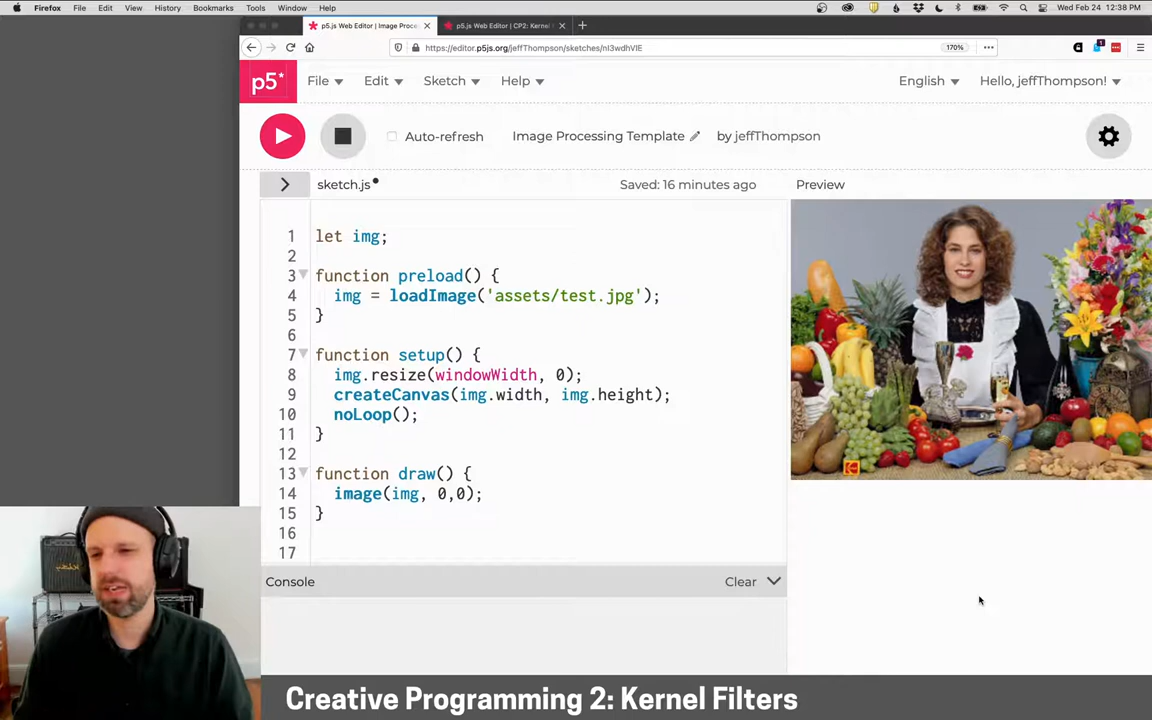 Firefox File Edit View History Bookmarks Tools Window Help Wed Feb 24 12:38 PM
p5.js Web Editor | Image Proce
p5.js Web Editor | CP2: Kernel
https://editor.p5js.org/jeffThompson/sketches/nI3wdhVIE 170%
p5* File Edit Sketch Help English Hello, jeffThompson!
Auto-refresh Image Processing Template by jeffThompson
sketch.js Saved: 16 minutes ago Preview
1 let img;
2
3 function preload() {
4 img = loadImage('assets/test.jpg');
5 }
6
7 function setup() {
8 img.resize(windowWidth, 0);
9 createCanvas(img.width, img.height);
10 noLoop();
11 }
12
13 function draw() {
14 image(img, 0,0);
15 }
16
17
Console Clear
Creative Programming 2: Kernel Filters